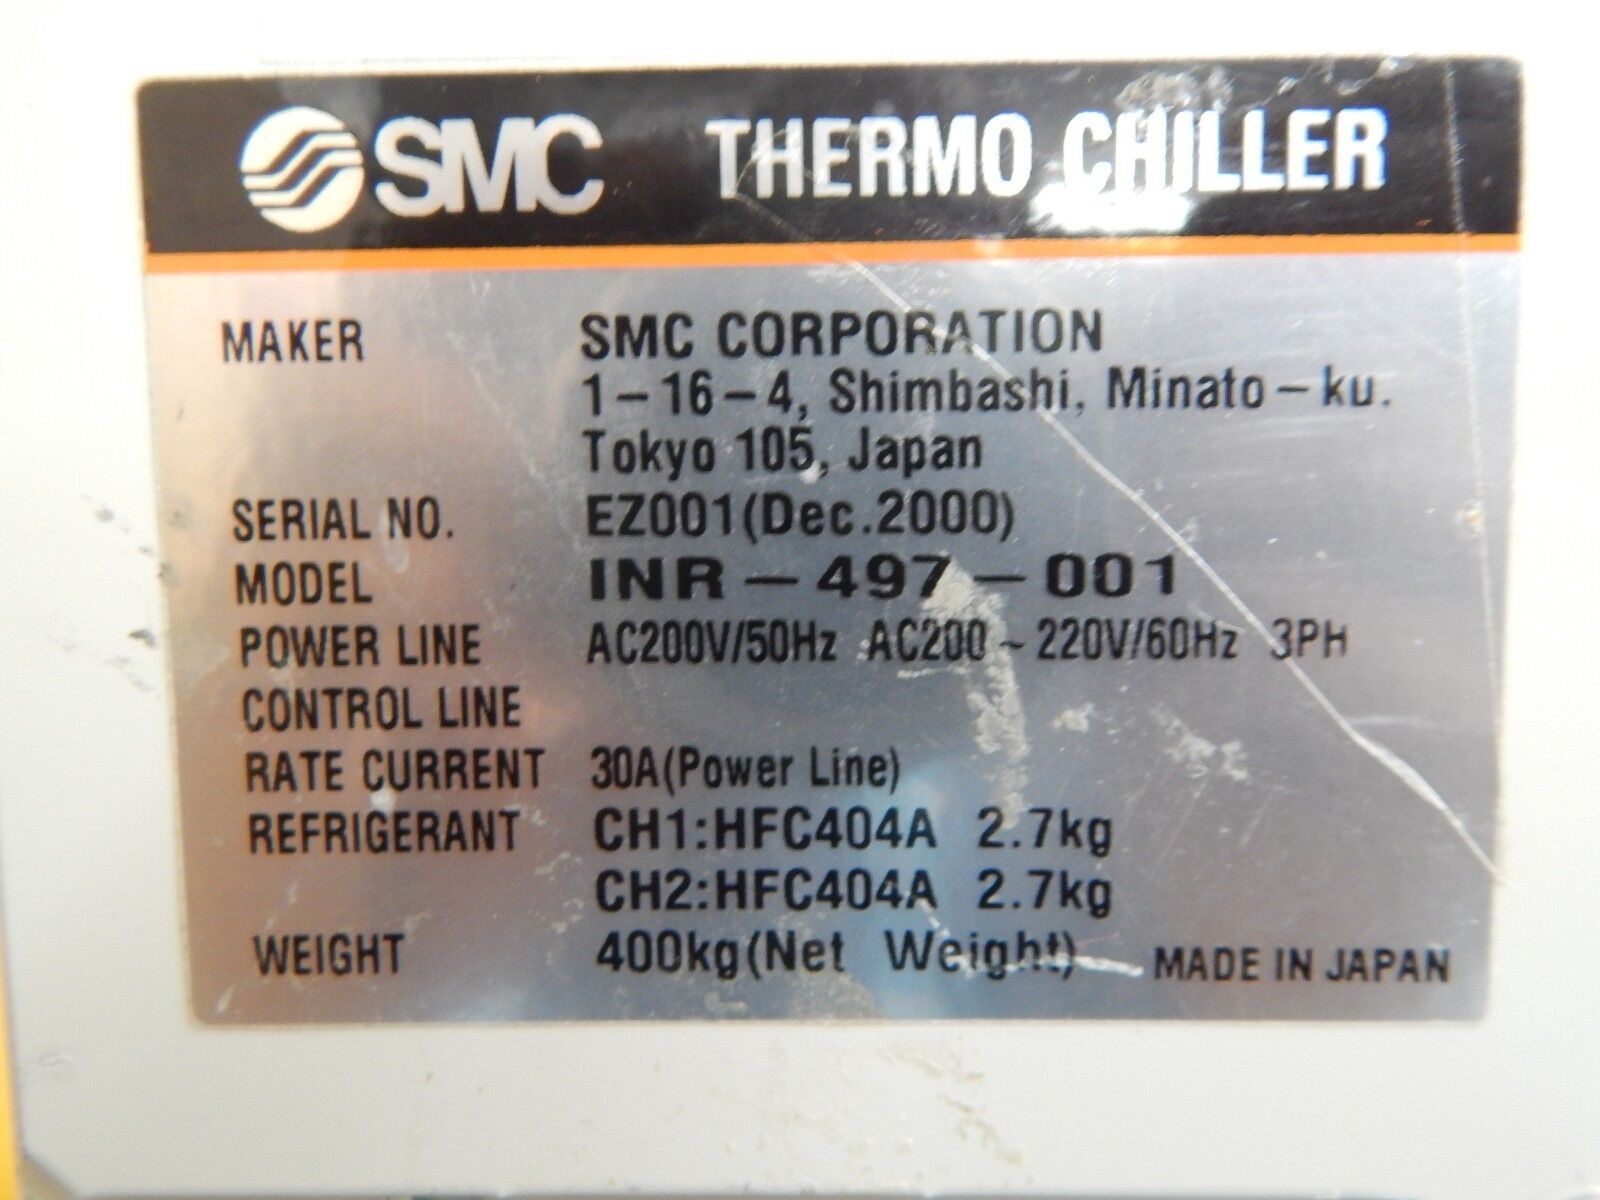 SMC THERMO CHILLER
MAKER SMC CORPORATION
1-16-4, Shimbashi, Minato-ku.
Tokyo 105, Japan
SERIAL NO. EZ001(Dec.2000)
MODEL INR-497-001
POWER LINE AC200V/50Hz AC200~220V/60Hz 3PH
CONTROL LINE
RATE CURRENT 30A(Power Line)
REFRIGERANT CH1:HFC404A 2.7kg
CH2:HFC404A 2.7kg
WEIGHT 400kg(Net Weight) MADE IN JAPAN